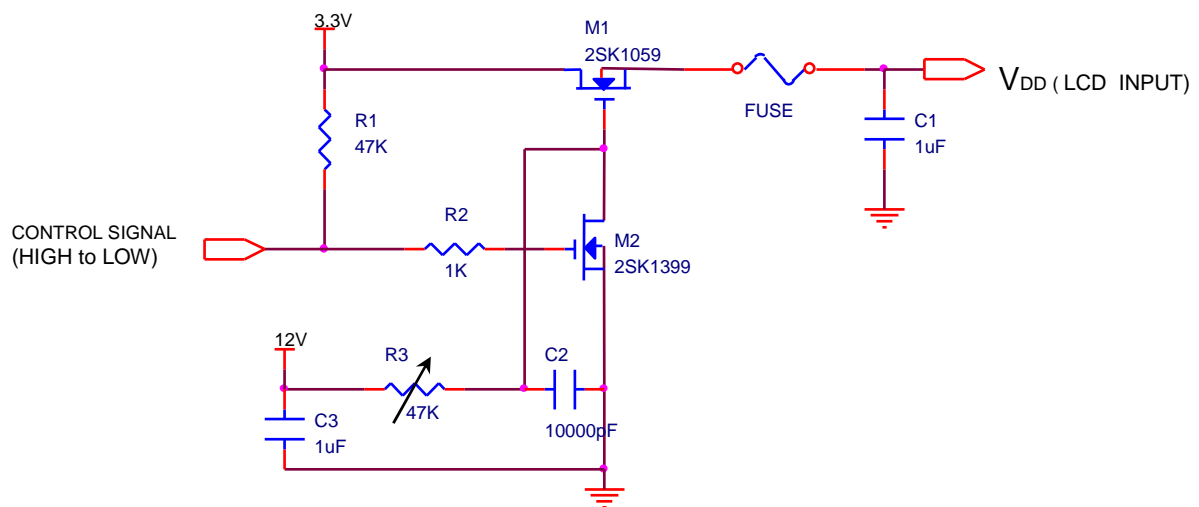 3.3V
M1
2SK1059
FUSE
VDD ( LCD INPUT)
R1
47K
C1
1uF
CONTROL SIGNAL
(HIGH to LOW)
R2
1K
M2
2SK1399
12V
R3
47K
C2
10000pF
C3
1uF